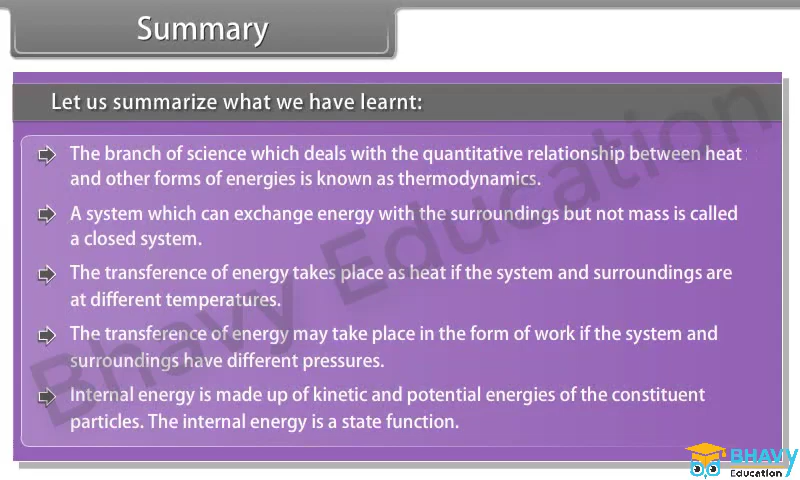 Summary
Let us summarize what we have learnt:
The branch of science which deals with the quantitative relationship between heat
and other forms of energies is known as thermodynamics.
A system which can exchange energy with the surroundings but not mass is called
a closed system.
The transference of energy takes place as heat if the system and surroundings are
at different temperatures.
The transference of energy may take place in the form of work if the system and
surroundings have different pressures.
Internal energy is made up of kinetic and potential energies of the constituent
particles. The internal energy is a state function.
Bhavy Education
BHAVY
Education